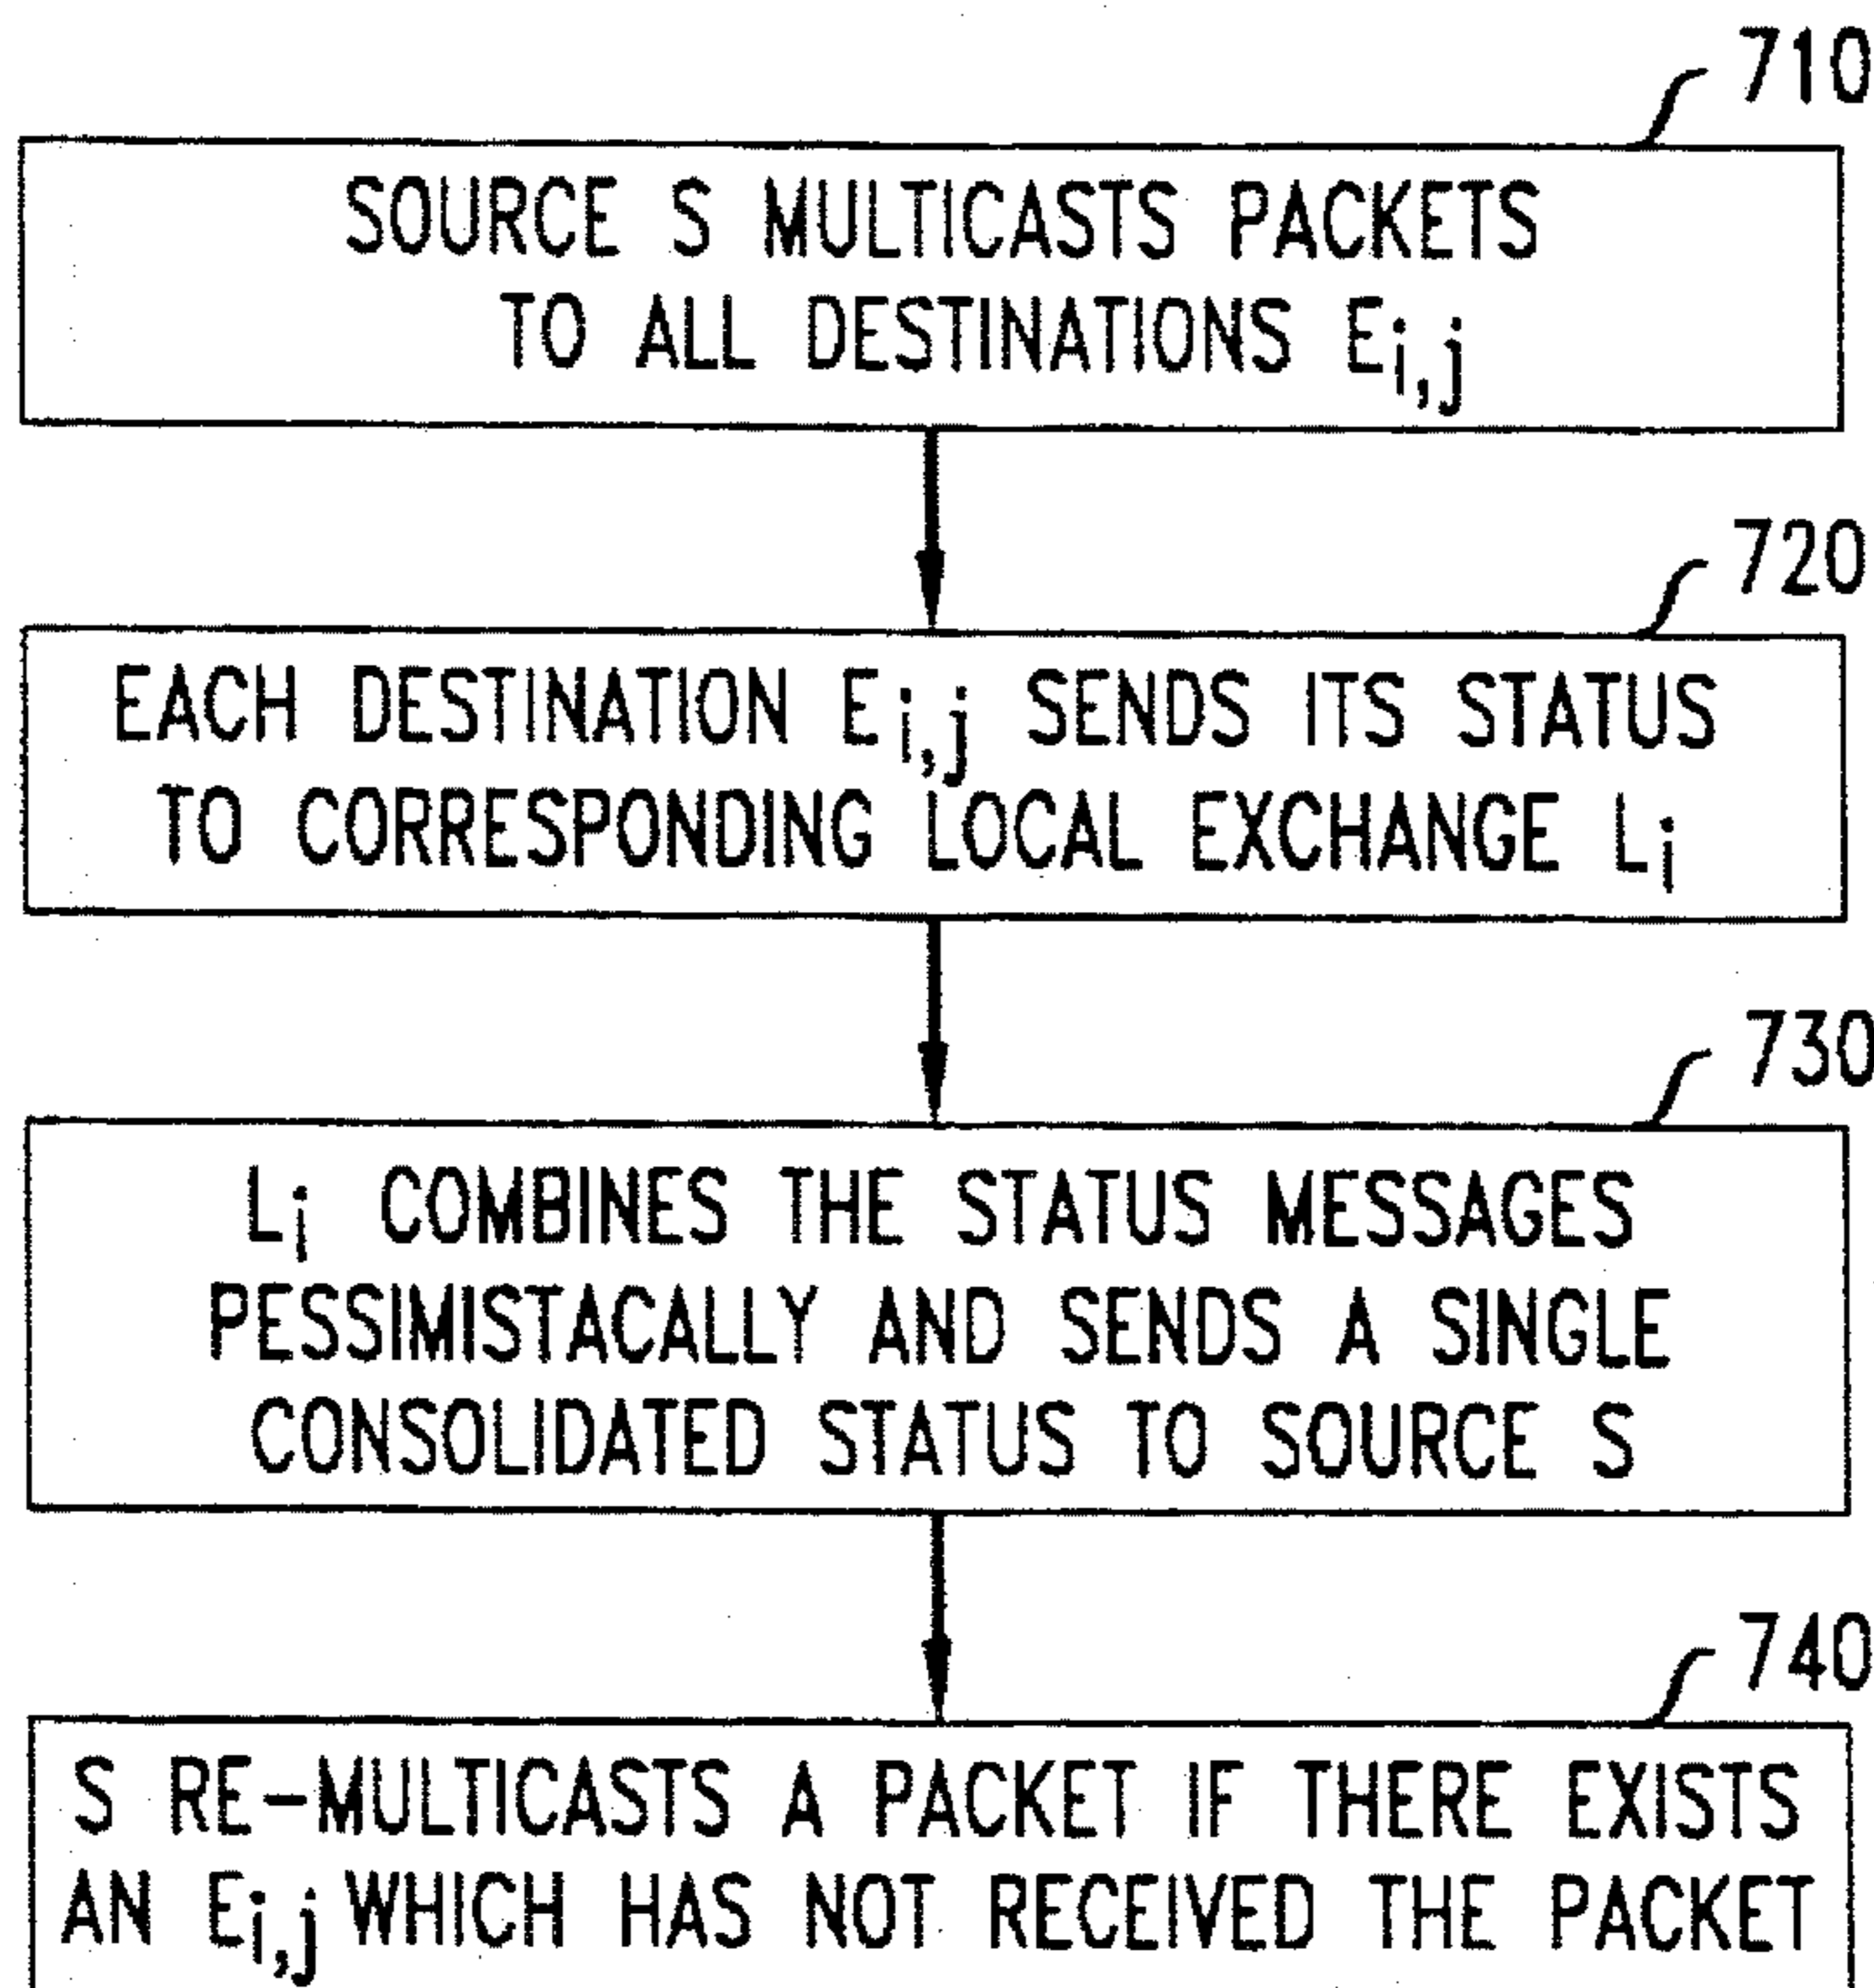 710
SOURCE S MULTICASTS PACKETS
TO ALL DESTINATIONS Ei,j
720
EACH DESTINATION Ei,j SENDS ITS STATUS
TO CORRESPONDING LOCAL EXCHANGE Li
730
Li COMBINES THE STATUS MESSAGES
PESSIMISTACALLY AND SENDS A SINGLE
CONSOLIDATED STATUS TO SOURCE S
740
S RE-MULTICASTS A PACKET IF THERE EXISTS
AN Ei,j WHICH HAS NOT RECEIVED THE PACKET